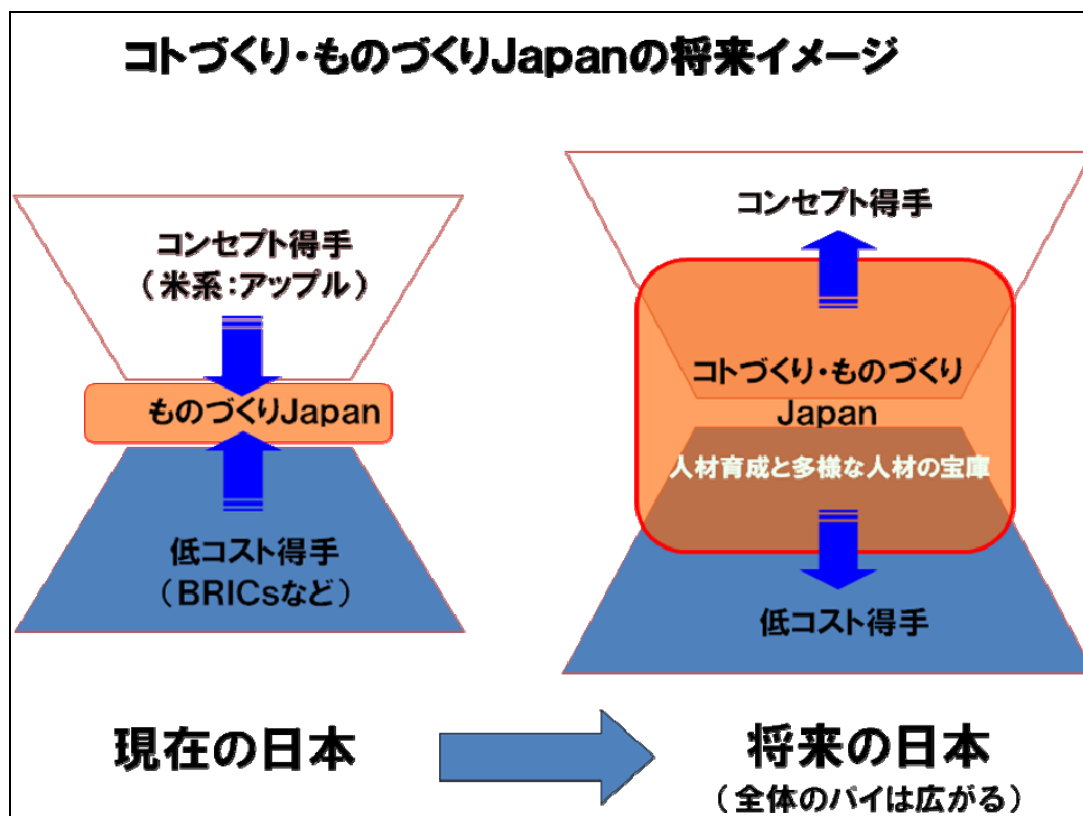 コトづくり・ものづくりJapanの将来イメージ
コンセプト得手
（米系：アップル）
ものづくりJapan
低コスト得手
（BRICsなど）
現在の日本
コンセプト得手
コトづくり・ものづくり
Japan
人材育成と多様な人材の宝庫
低コスト得手
将来の日本
（全体のパイは広がる）